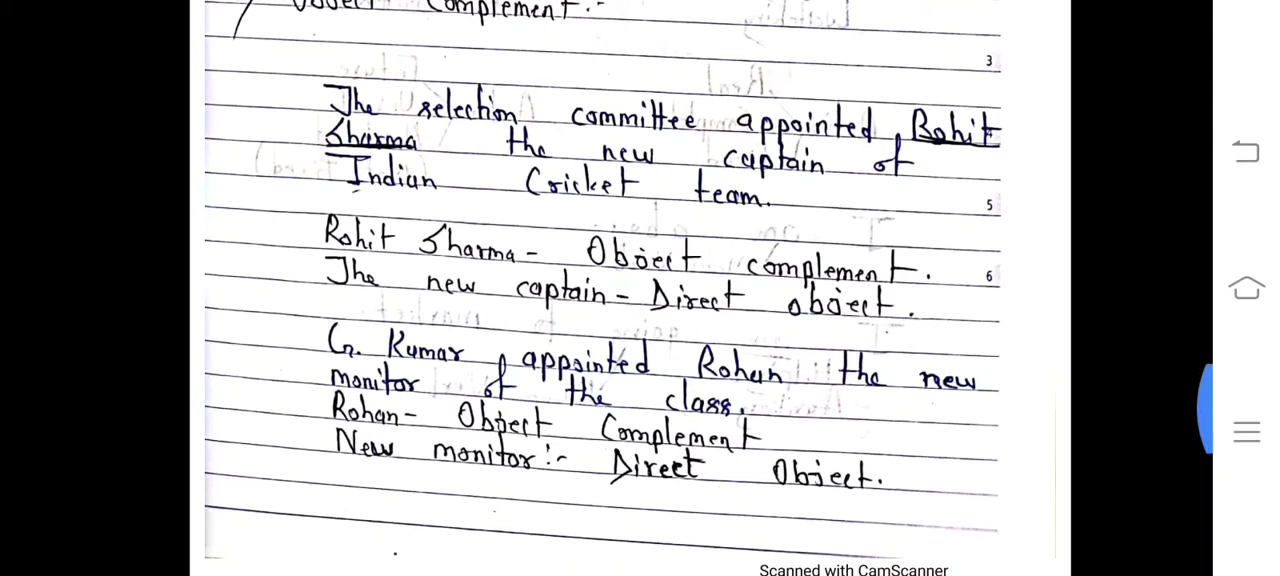 Object Complement :-
3
The selection committee appointed Rohit
Sharma the new captain of
Indian Cricket team.
5
Rohit Sharma - Object complement.
6
The new captain - Direct object.
G. Kumar appointed Rohan the new
monitor of the class.
Rohan - Object Complement
New monitor :- Direct Object.
Scanned with CamScanner